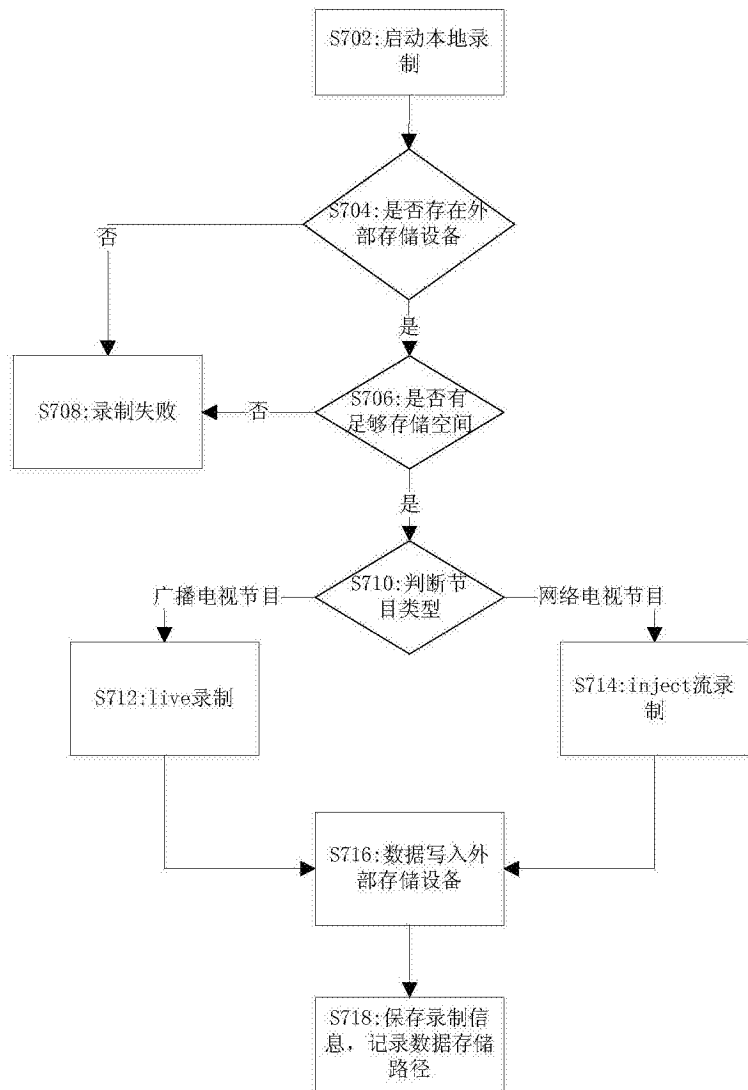 S702:启动本地录
制
S704:是否存在外
部存储设备
否
是
S706:是否有
足够存储空间
S708:录制失败
否
是
S710:判断节
目类型
广播电视节目
网络电视节目
S712:live录制
S714:inject流录
制
S716:数据写入外
部存储设备
S718:保存录制信
息，记录数据存储
路径